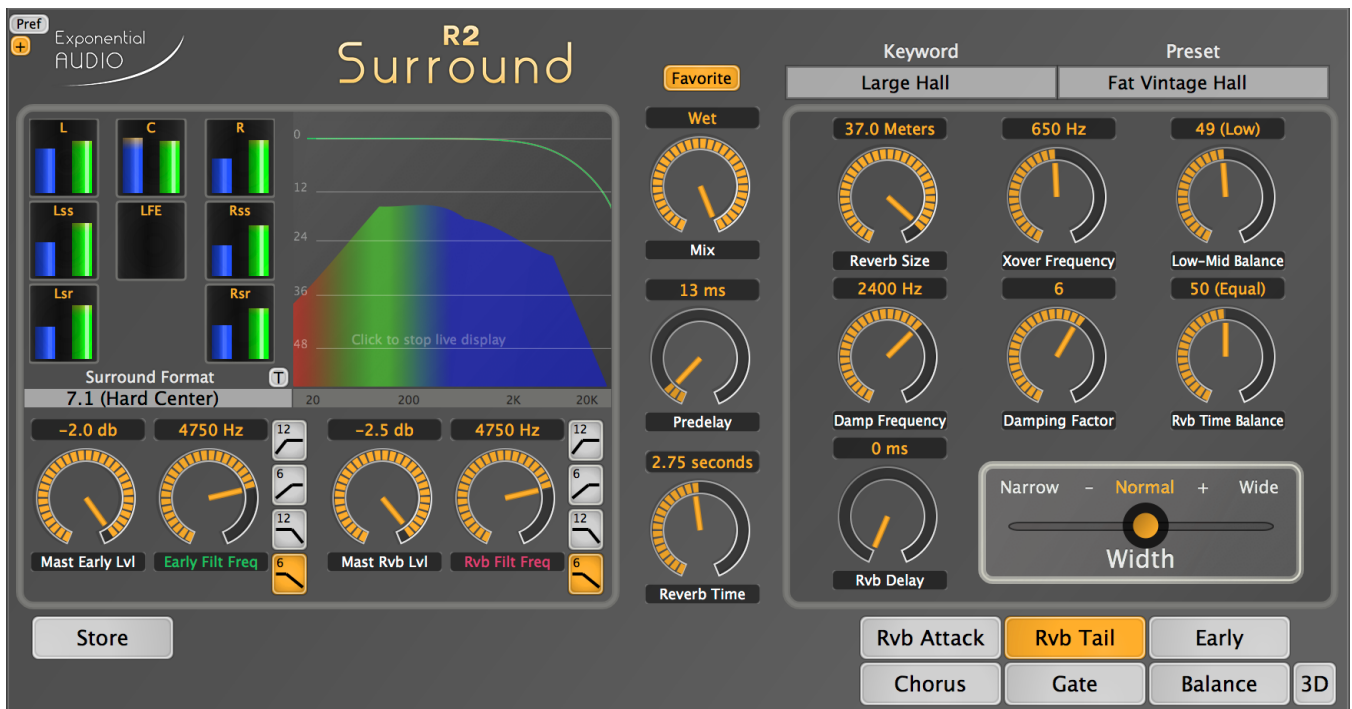 Pref
+
Exponential
AUDIO
R2
Surround
Favorite
Keyword
Preset
Large Hall
Fat Vintage Hall
L
C
R
Lss
LFE
Rss
Lsr
Rsr
Surround Format
T
7.1 (Hard Center)
0
12
24
36
48
Click to stop live display
20
200
2K
20K
-2.0 db
4750 Hz
12
6
12
6
Mast Early Lvl
Early Filt Freq
-2.5 db
4750 Hz
12
6
12
6
Mast Rvb Lvl
Rvb Filt Freq
Wet
Mix
13 ms
Predelay
2.75 seconds
Reverb Time
37.0 Meters
650 Hz
49 (Low)
Reverb Size
Xover Frequency
Low-Mid Balance
2400 Hz
6
50 (Equal)
Damp Frequency
Damping Factor
Rvb Time Balance
0 ms
Rvb Delay
Narrow - Normal + Wide
Width
Store
Rvb Attack
Rvb Tail
Early
Chorus
Gate
Balance
3D